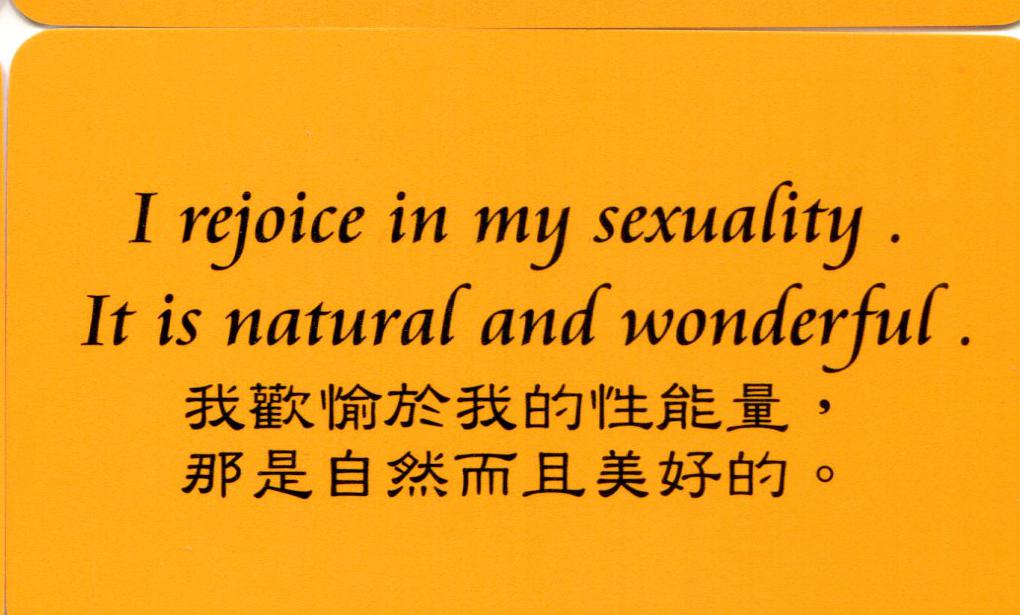 I rejoice in my sexuality .
It is natural and wonderful .
我歡愉於我的性能量，
那是自然而且美好的。